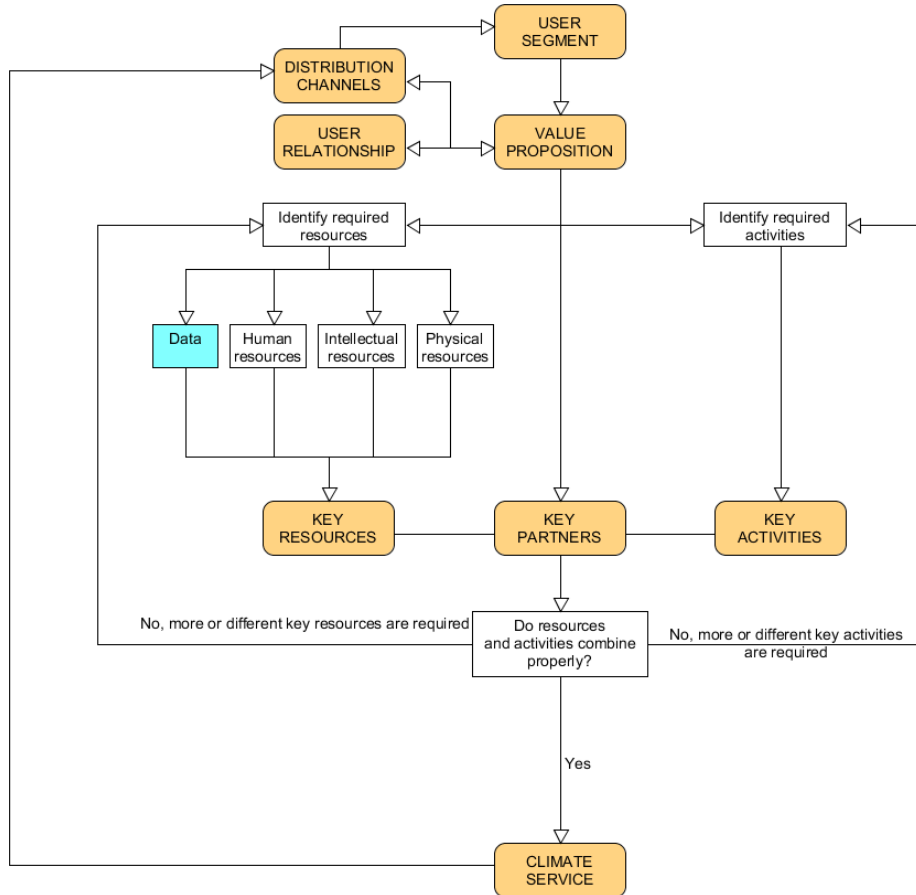 USER
SEGMENT
DISTRIBUTION
CHANNELS
USER
RELATIONSHIP
VALUE
PROPOSITION
Identify required
resources
Identify required
activities
Data
Human
resources
Intellectual
resources
Physical
resources
KEY
RESOURCES
KEY
PARTNERS
KEY
ACTIVITIES
No, more or different key resources are required
Do resources
and activities combine
properly?
No, more or different key activities
are required
Yes
CLIMATE
SERVICE